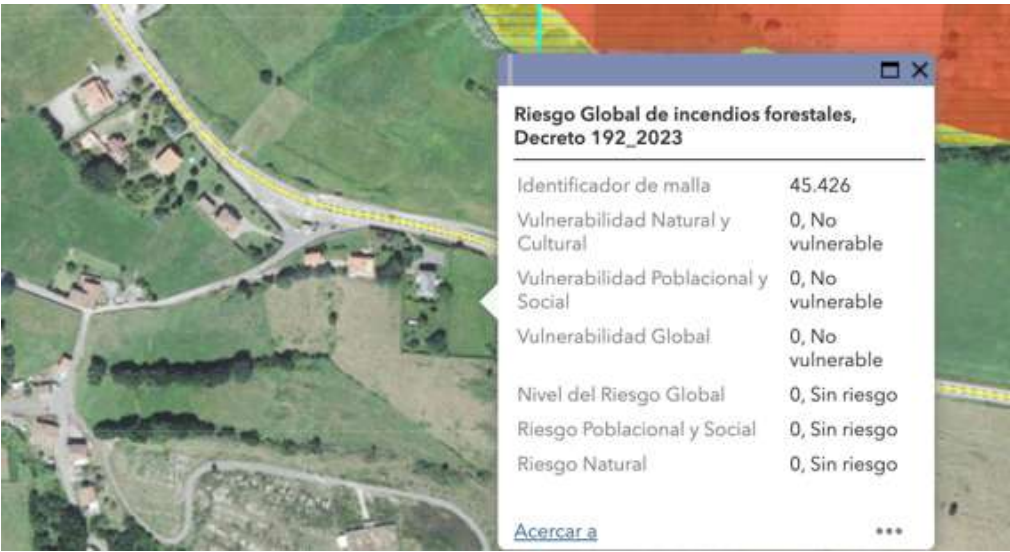 Riesgo Global de incendios forestales,
Decreto 192_2023
Identificador de malla 45.426
Vulnerabilidad Natural y 0, No
Cultural vulnerable
Vulnerabilidad Poblacional y 0, No
Social vulnerable
Vulnerabilidad Global 0, No
vulnerable
Nivel del Riesgo Global 0, Sin riesgo
Riesgo Poblacional y Social 0, Sin riesgo
Riesgo Natural 0, Sin riesgo
Acercar a